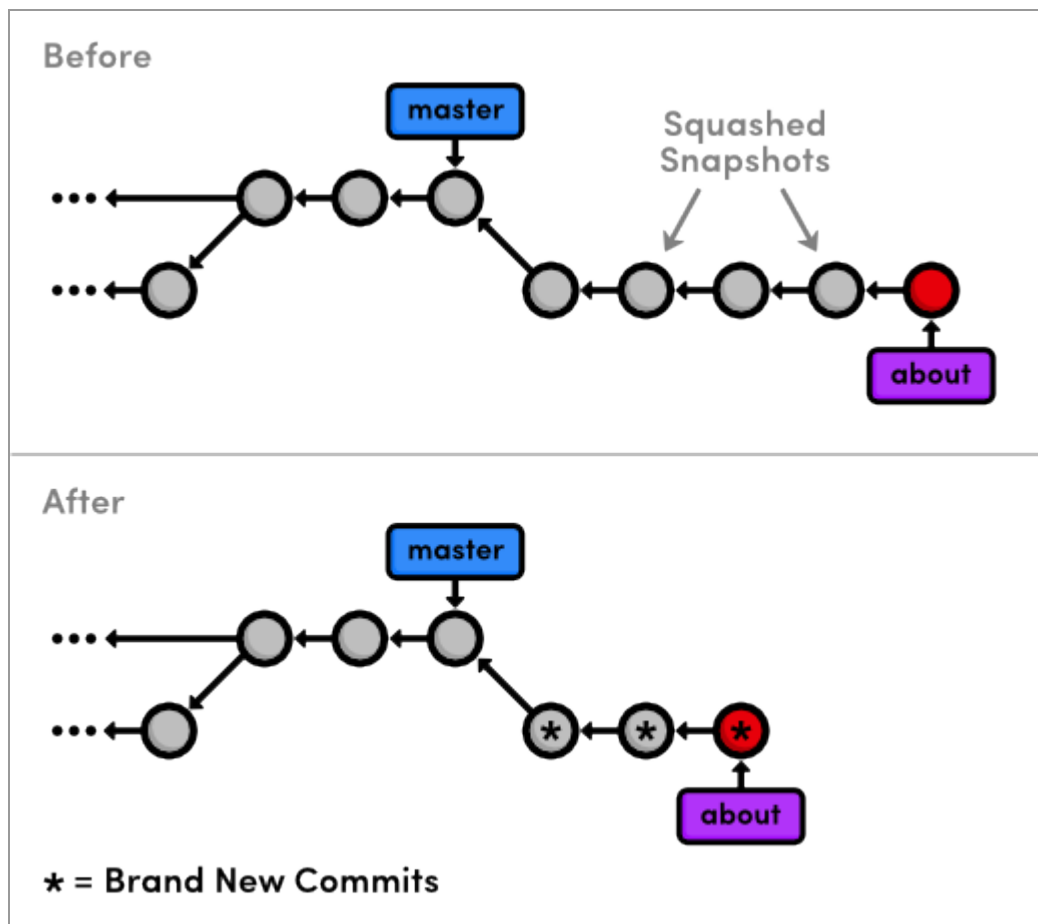 Before
master
Squashed
Snapshots
about
After
master
* * *
about
* = Brand New Commits